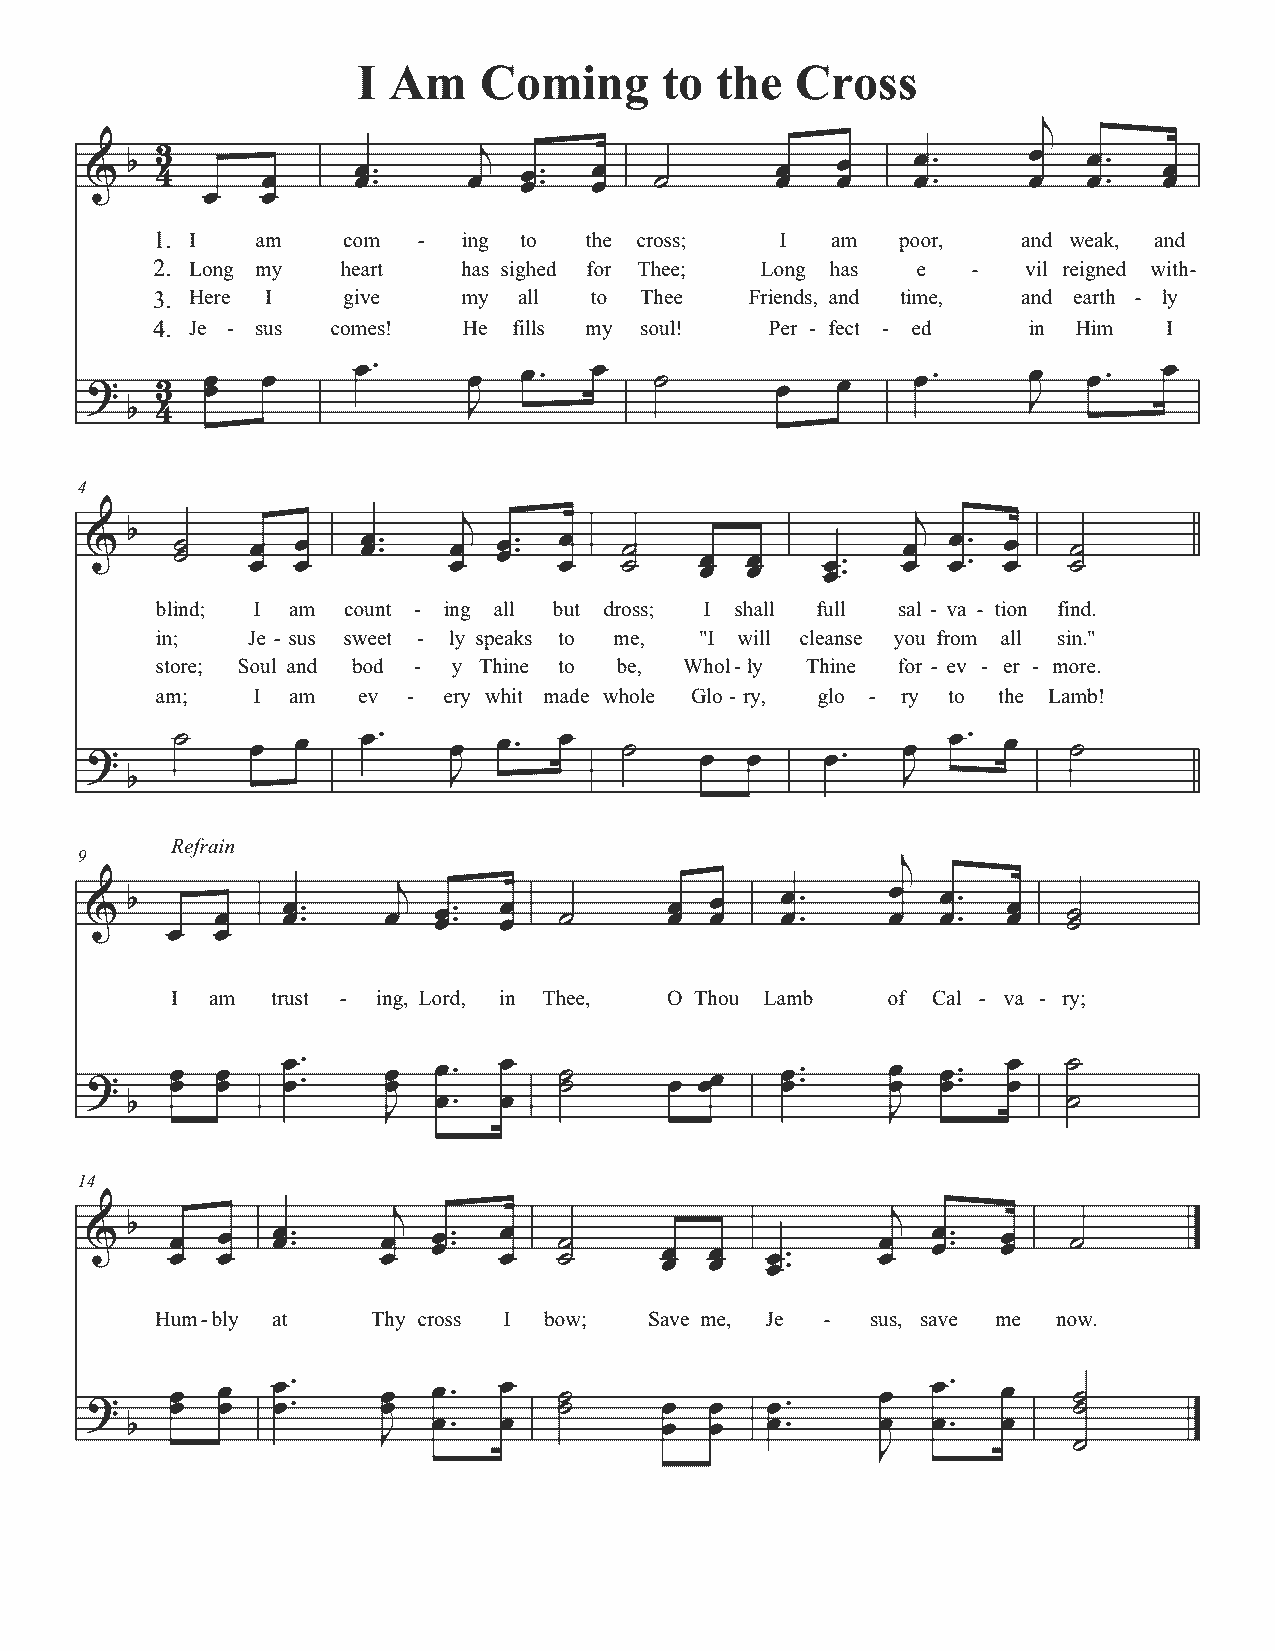 I Am Coming to the Cross
3
4
1. I am com - ing to the cross; I am poor, and weak, and
2. Long my heart has sighed for Thee; Long has e - vil reigned with-
3. Here I give my all to Thee Friends, and time, and earth - ly
4. Je - sus comes! He fills my soul! Per - fect - ed in Him I
3
4
4
blind; I am count - ing all but dross; I shall full sal - va - tion find.
in; Je - sus sweet - ly speaks to me, "I will cleanse you from all sin."
store; Soul and bod - y Thine to be, Whol - ly Thine for - ev - er - more.
am; I am ev - ery whit made whole Glo - ry, glo - ry to the Lamb!
Refrain
9
I am trust - ing, Lord, in Thee, O Thou Lamb of Cal - va - ry;
14
Hum - bly at Thy cross I bow; Save me, Je - sus, save me now.